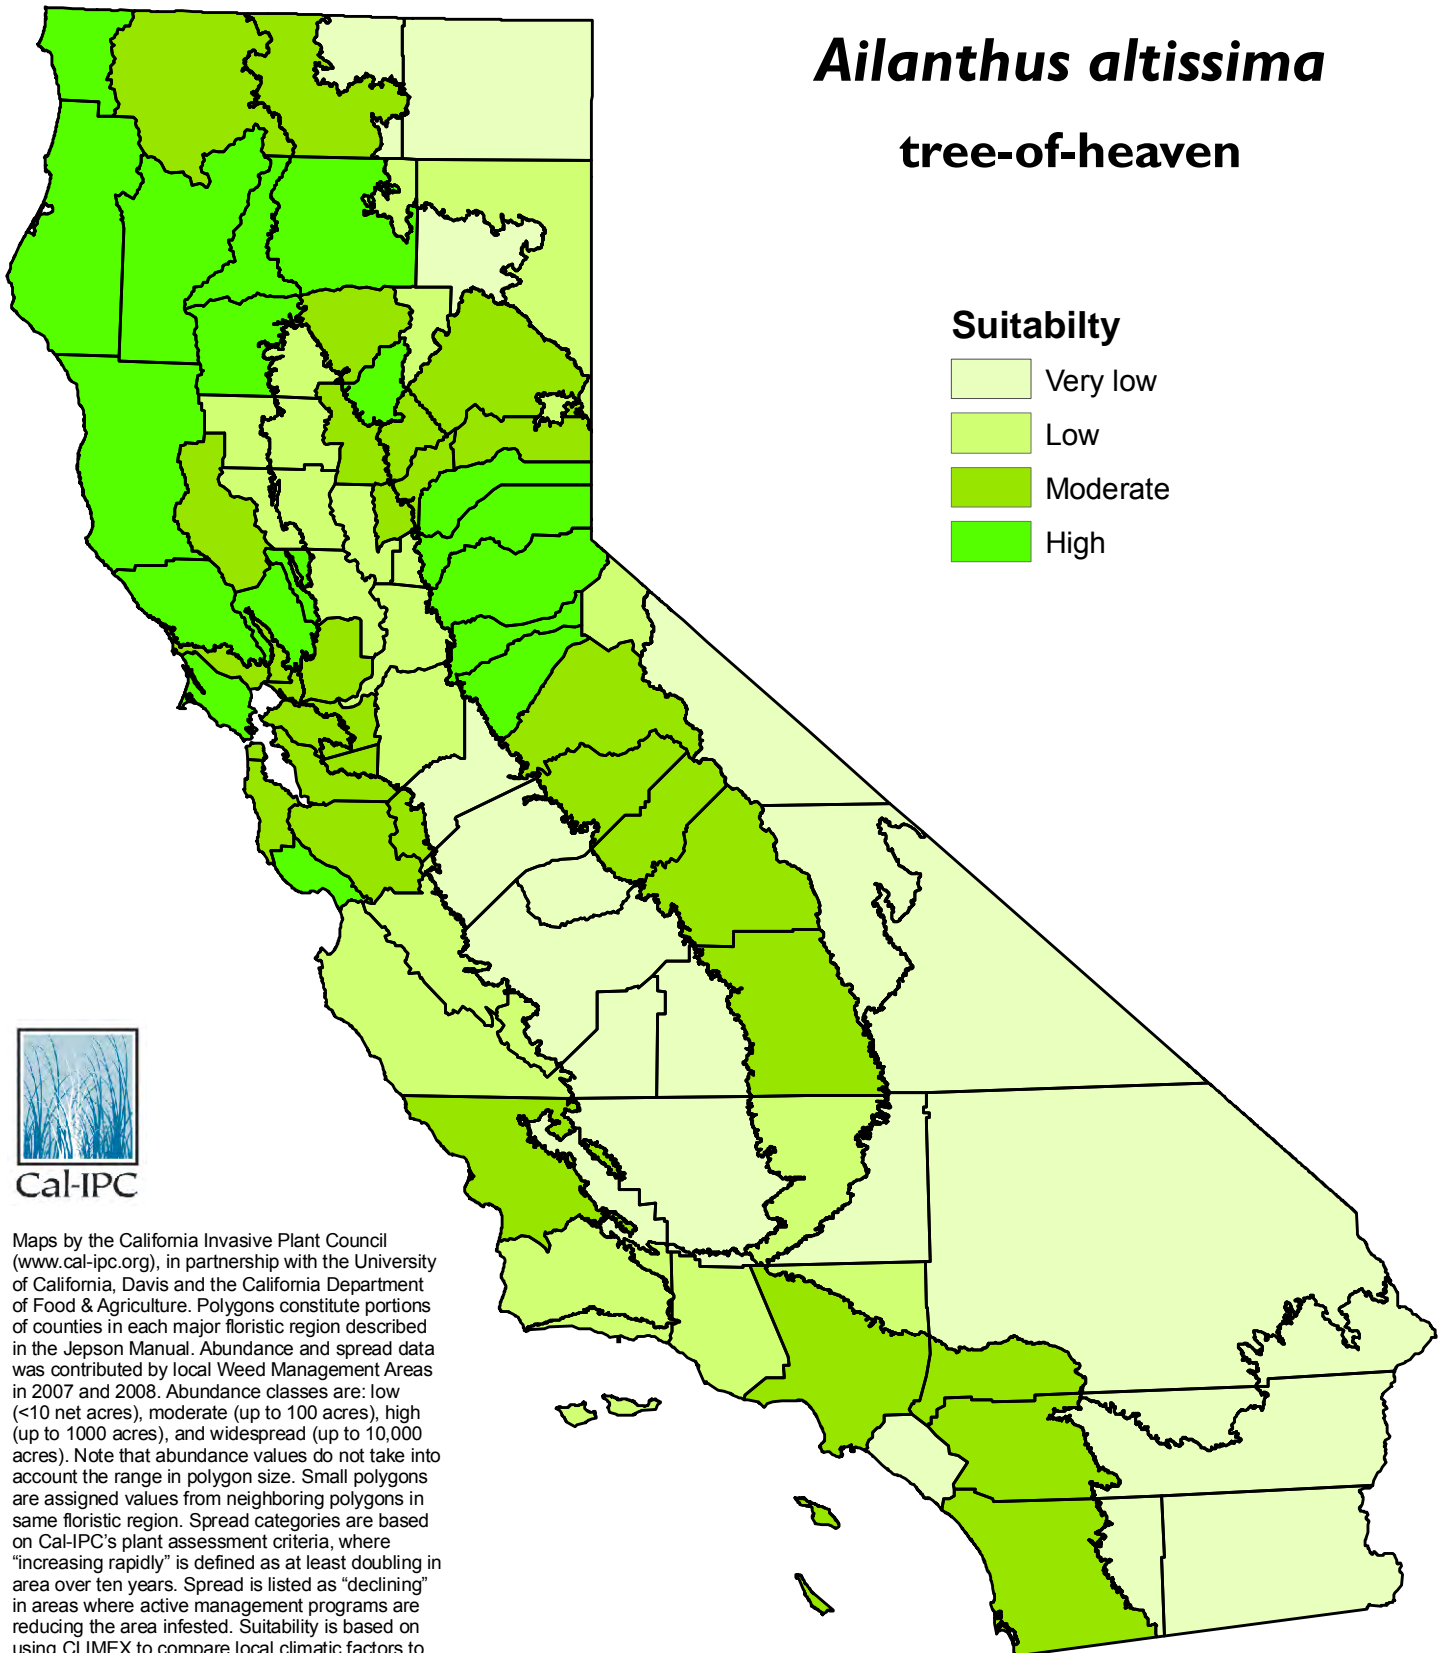 Ailanthus altissima
tree-of-heaven
Suitabilty
Very low
Low
Moderate
High
Cal-IPC
Maps by the California Invasive Plant Council
(www.cal-ipc.org), in partnership with the University
of California, Davis and the California Department
of Food & Agriculture. Polygons constitute portions
of counties in each major floristic region described
in the Jepson Manual. Abundance and spread data
was contributed by local Weed Management Areas
in 2007 and 2008. Abundance classes are: low
(<10 net acres), moderate (up to 100 acres), high
(up to 1000 acres), and widespread (up to 10,000
acres). Note that abundance values do not take into
account the range in polygon size. Small polygons
are assigned values from neighboring polygons in
same floristic region. Spread categories are based
on Cal-IPC's plant assessment criteria, where
“increasing rapidly” is defined as at least doubling in
area over ten years. Spread is listed as “declining”
in areas where active management programs are
reducing the area infested. Suitability is based on
using CLIMEX to compare local climatic factors to